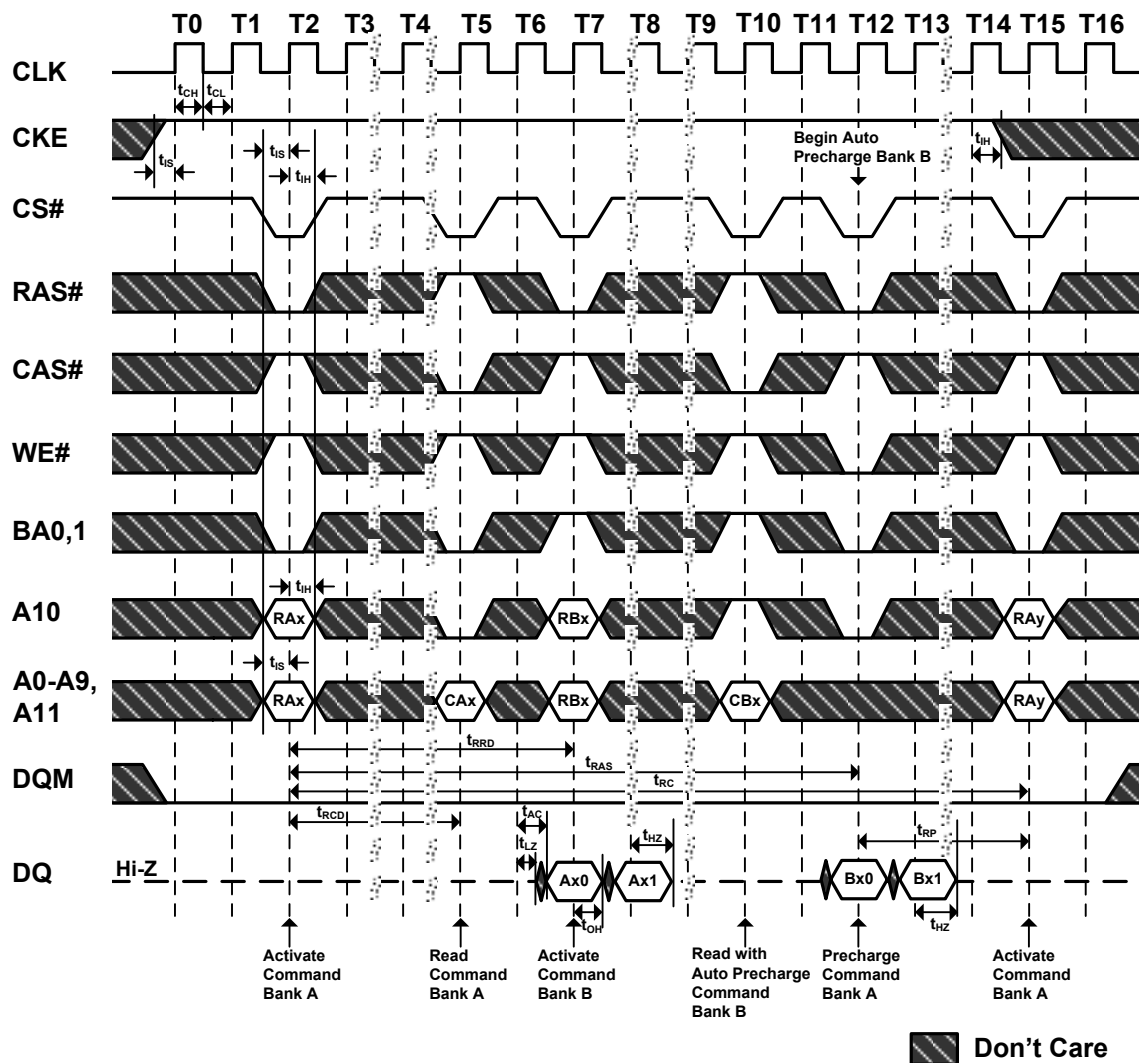 T0 T1 T2 T3 T4 T5 T6 T7 T8 T9 T10 T11 T12 T13 T14 T15 T16
CLK
tCH tCL
CKE
tIS tIS tIH
Begin Auto
Precharge Bank B
tIH
CS#
RAS#
CAS#
WE#
BA0,1
tIH
A10
RAx RBx RAy
tIS
A0-A9,
A11
RAx CAx RBx CBx RAy
tRRD
tRAS
DQM
tRC
tRCD tAC tHZ tRP
tLZ
DQ
Hi-Z
Ax0 Ax1 Bx0 Bx1
tOH tHZ
Activate
Command
Bank A
Read
Command
Bank A
Activate
Command
Bank B
Read with
Auto Precharge
Command
Bank B
Precharge
Command
Bank A
Activate
Command
Bank A
Don't Care